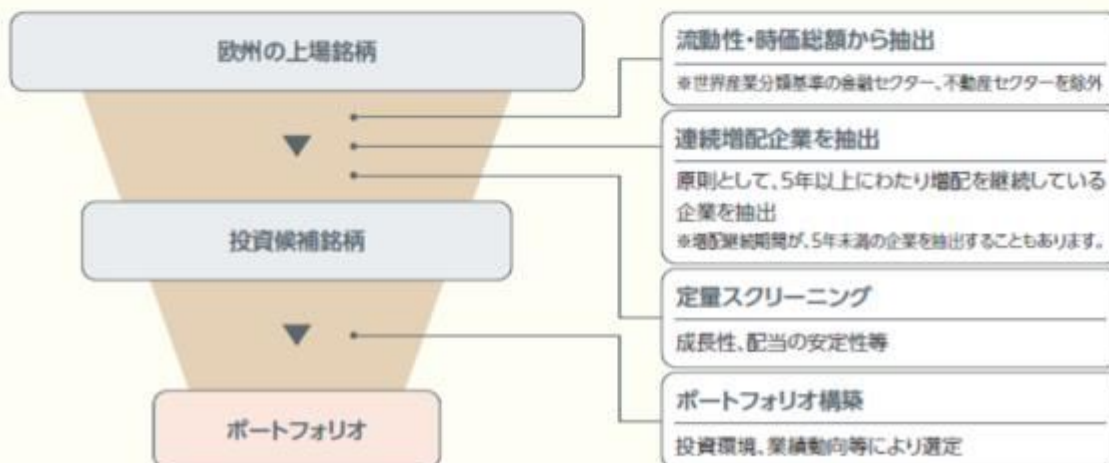 欧州の上場銘柄
流動性・時価総額から抽出
※世界産業分類基準の金融セクター、不動産セクターを除外
連続増配企業を抽出
原則として、5年以上にわたり増配を継続している
企業を抽出
※増配継続期間が、5年未満の企業を抽出することもあります。
投資候補銘柄
定量スクリーニング
成長性、配当の安定性等
ポートフォリオ構築
投資環境、業績動向等により選定
ポートフォリオ